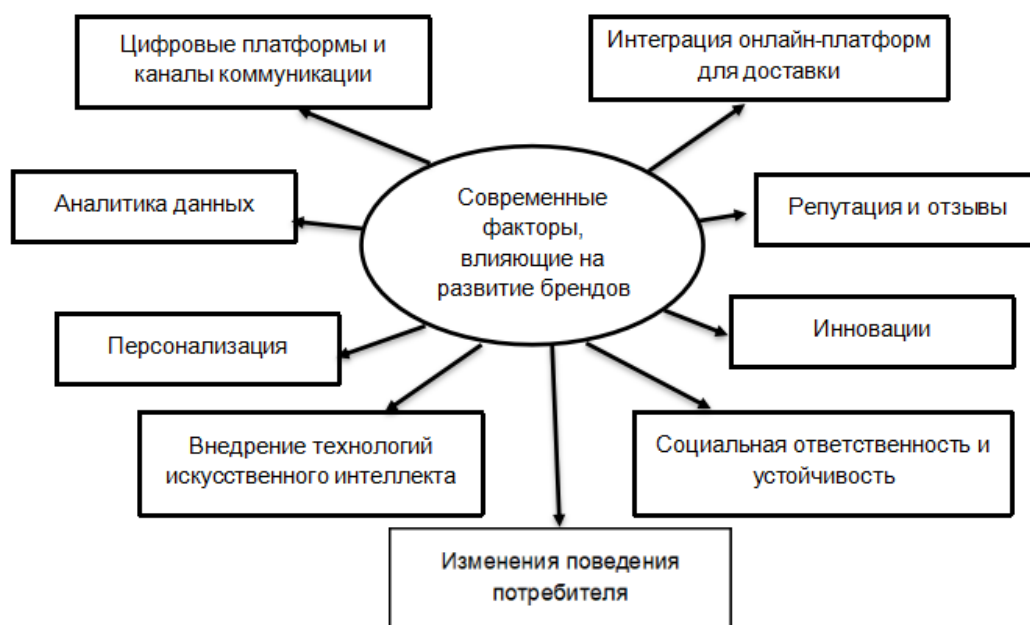 Цифровые платформы и
каналы коммуникации
Интеграция онлайн-платформ
для доставки
Аналитика данных
Современные
факторы,
влияющие на
развитие брендов
Репутация и отзывы
Персонализация
Инновации
Внедрение технологий
искусственного интеллекта
Социальная ответственность и
устойчивость
Изменения поведения
потребителя